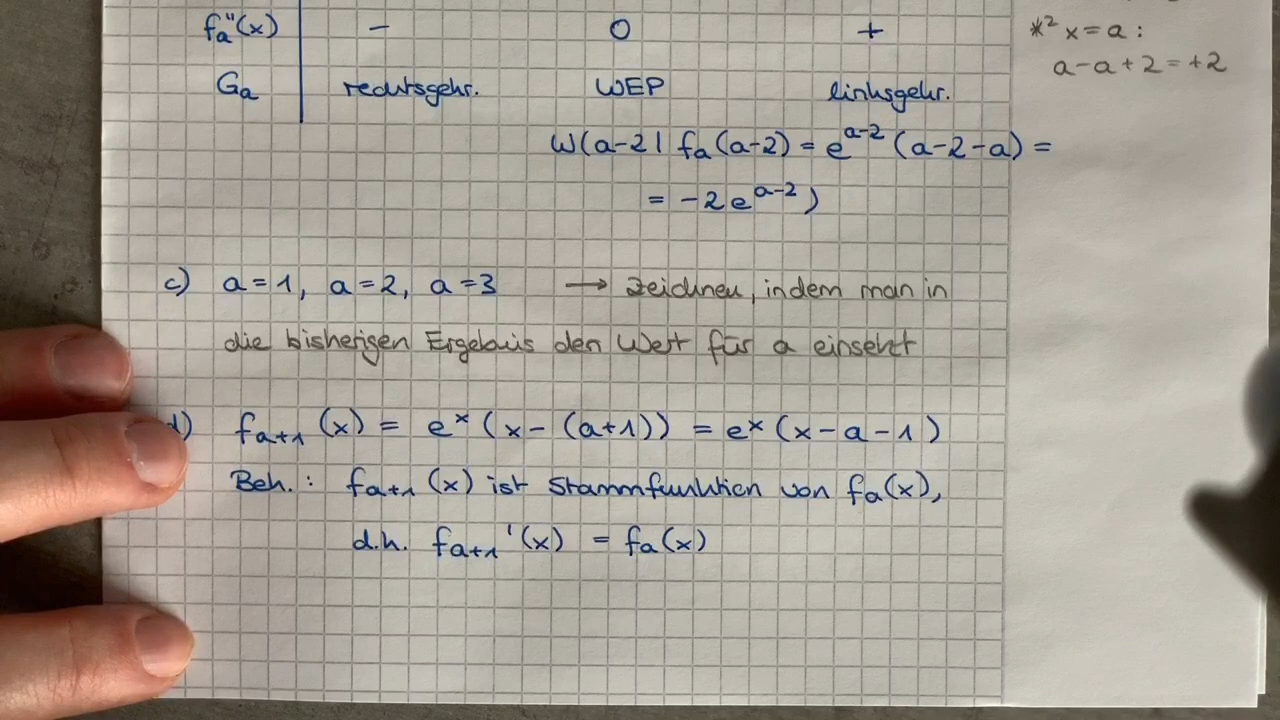 fa"(x) − 0 +
Ga rechtsgekr. WEP linksgekr.
W(a-2 | fa(a-2) = e^(a-2) (a-2-a) =
= -2e^(a-2))
c) a=1, a=2, a=3 → zeichnen, indem man in
die bisherigen Ergebnis den Wert für a einsetzt
d) fa+1 (x) = eˣ (x - (a+1)) = eˣ (x-a-1)
Beh.: fa+1 (x) ist Stammfunktion von fa(x),
d.h. fa+1'(x) = fa(x)
*² x=a:
a-a+2=+2